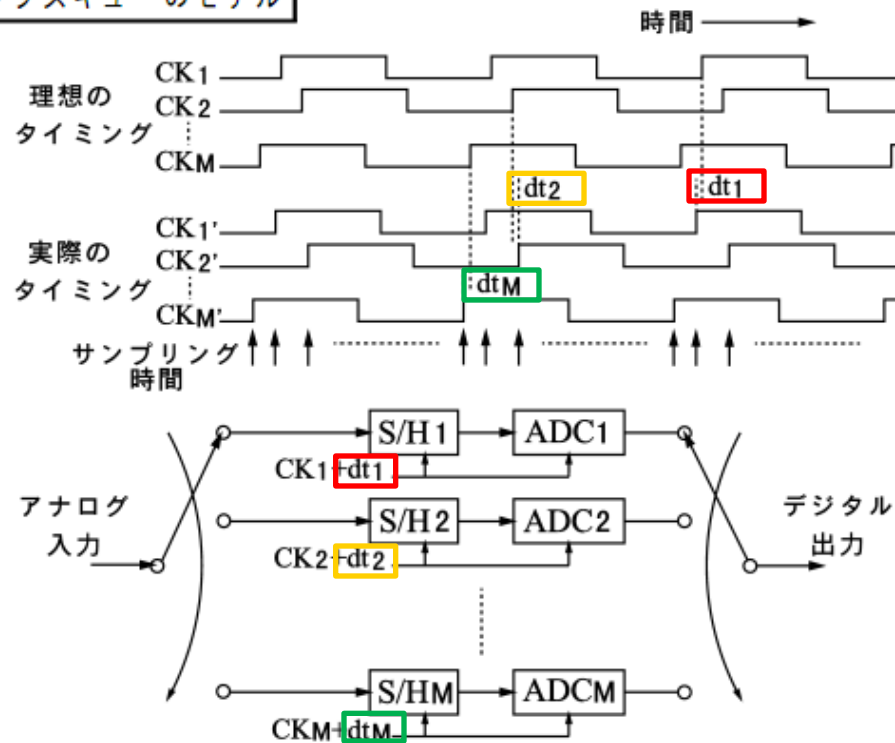 時間
CK1
理想の
CK2
タイミング
CKM
dt2
dt1
CK1'
実際の
CK2'
タイミング
dtM
CKM'
サンプリング
時間
S/H1
ADC1
CK1+dt1
アナログ
入力
S/H2
ADC2
デジタル
出力
CK2+dt2
S/HM
ADCM
CKM+dtM